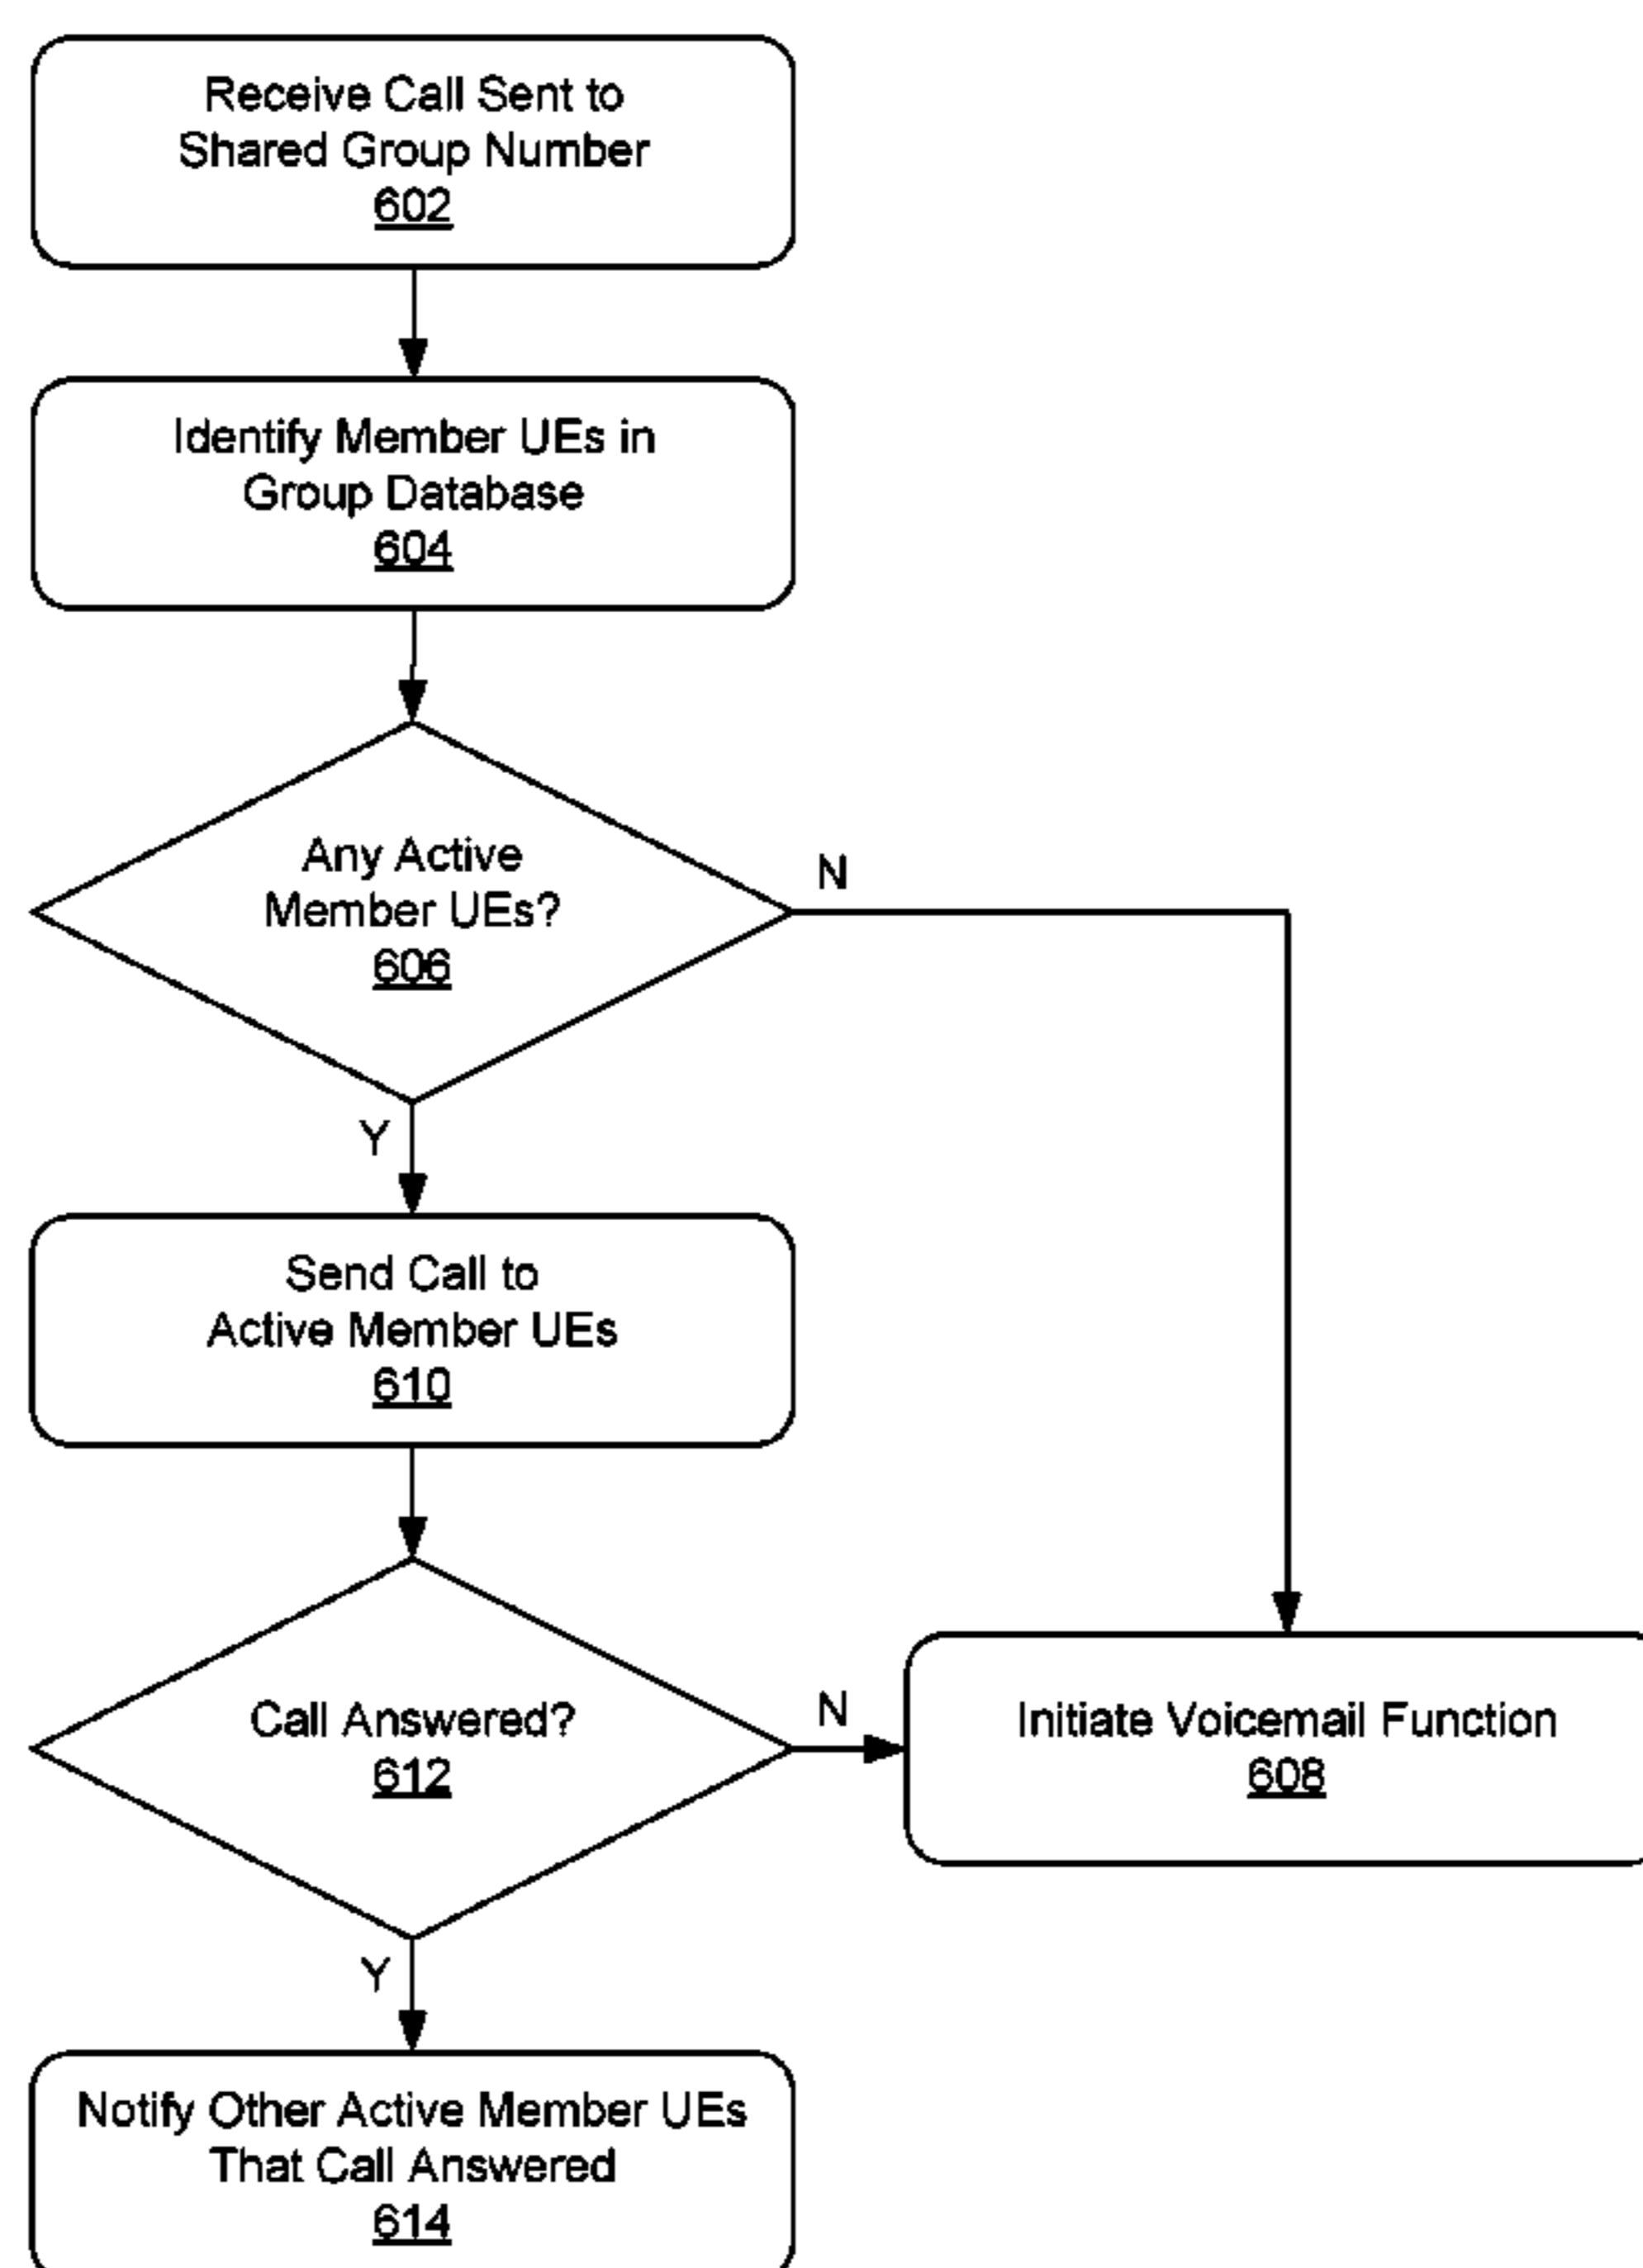 Receive Call Sent to
Shared Group Number
602
Identify Member UEs in
Group Database
604
Any Active
Member UEs?
606
N
Y
Send Call to
Active Member UEs
610
Call Answered?
612
N
Initiate Voicemail Function
608
Y
Notify Other Active Member UEs
That Call Answered
614